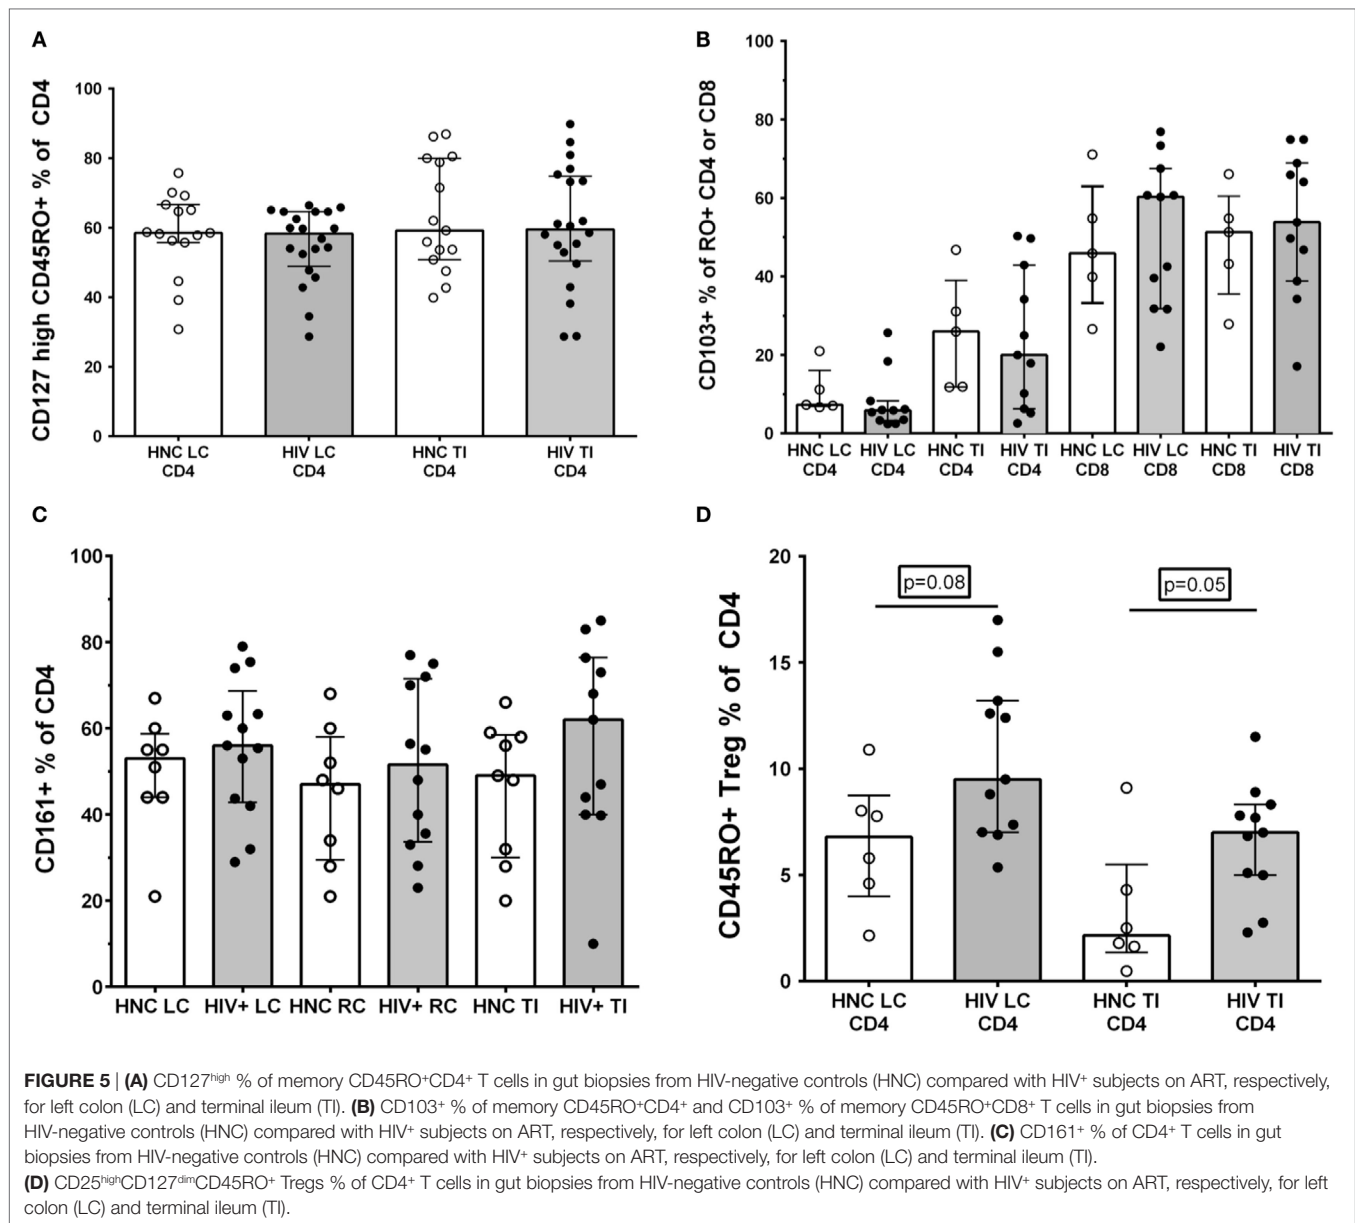 A
CD127 high CD45RO+ % of CD4
100
80
60
40
20
0
HNC LC
CD4
HIV LC
CD4
HNC TI
CD4
HIV TI
CD4
B
CD103+ % of RO+ CD4 or CD8
100
80
60
40
20
0
HNC LC
CD4
HIV LC
CD4
HNC TI
CD4
HIV TI
CD4
HNC LC
CD8
HIV LC
CD8
HNC TI
CD8
HIV TI
CD8
C
CD161+ % of CD4
100
80
60
40
20
0
HNC LC
HIV+ LC
HNC RC
HIV+ RC
HNC TI
HIV+ TI
D
CD45RO+ Treg % of CD4
20
15
10
5
0
p=0.08
p=0.05
HNC LC
CD4
HIV LC
CD4
HNC TI
CD4
HIV TI
CD4
FIGURE 5 | (A) CD127ʰⁱᵍʰ % of memory CD45RO⁺CD4⁺ T cells in gut biopsies from HIV-negative controls (HNC) compared with HIV⁺ subjects on ART, respectively,
for left colon (LC) and terminal ileum (TI). (B) CD103⁺ % of memory CD45RO⁺CD4⁺ and CD103⁺ % of memory CD45RO⁺CD8⁺ T cells in gut biopsies from
HIV-negative controls (HNC) compared with HIV⁺ subjects on ART, respectively, for left colon (LC) and terminal ileum (TI). (C) CD161⁺ % of CD4⁺ T cells in gut
biopsies from HIV-negative controls (HNC) compared with HIV⁺ subjects on ART, respectively, for left colon (LC) and terminal ileum (TI).
(D) CD25ʰⁱᵍʰCD127ᵈⁱᵐCD45RO⁺ Tregs % of CD4⁺ T cells in gut biopsies from HIV-negative controls (HNC) compared with HIV⁺ subjects on ART, respectively, for left
colon (LC) and terminal ileum (TI).